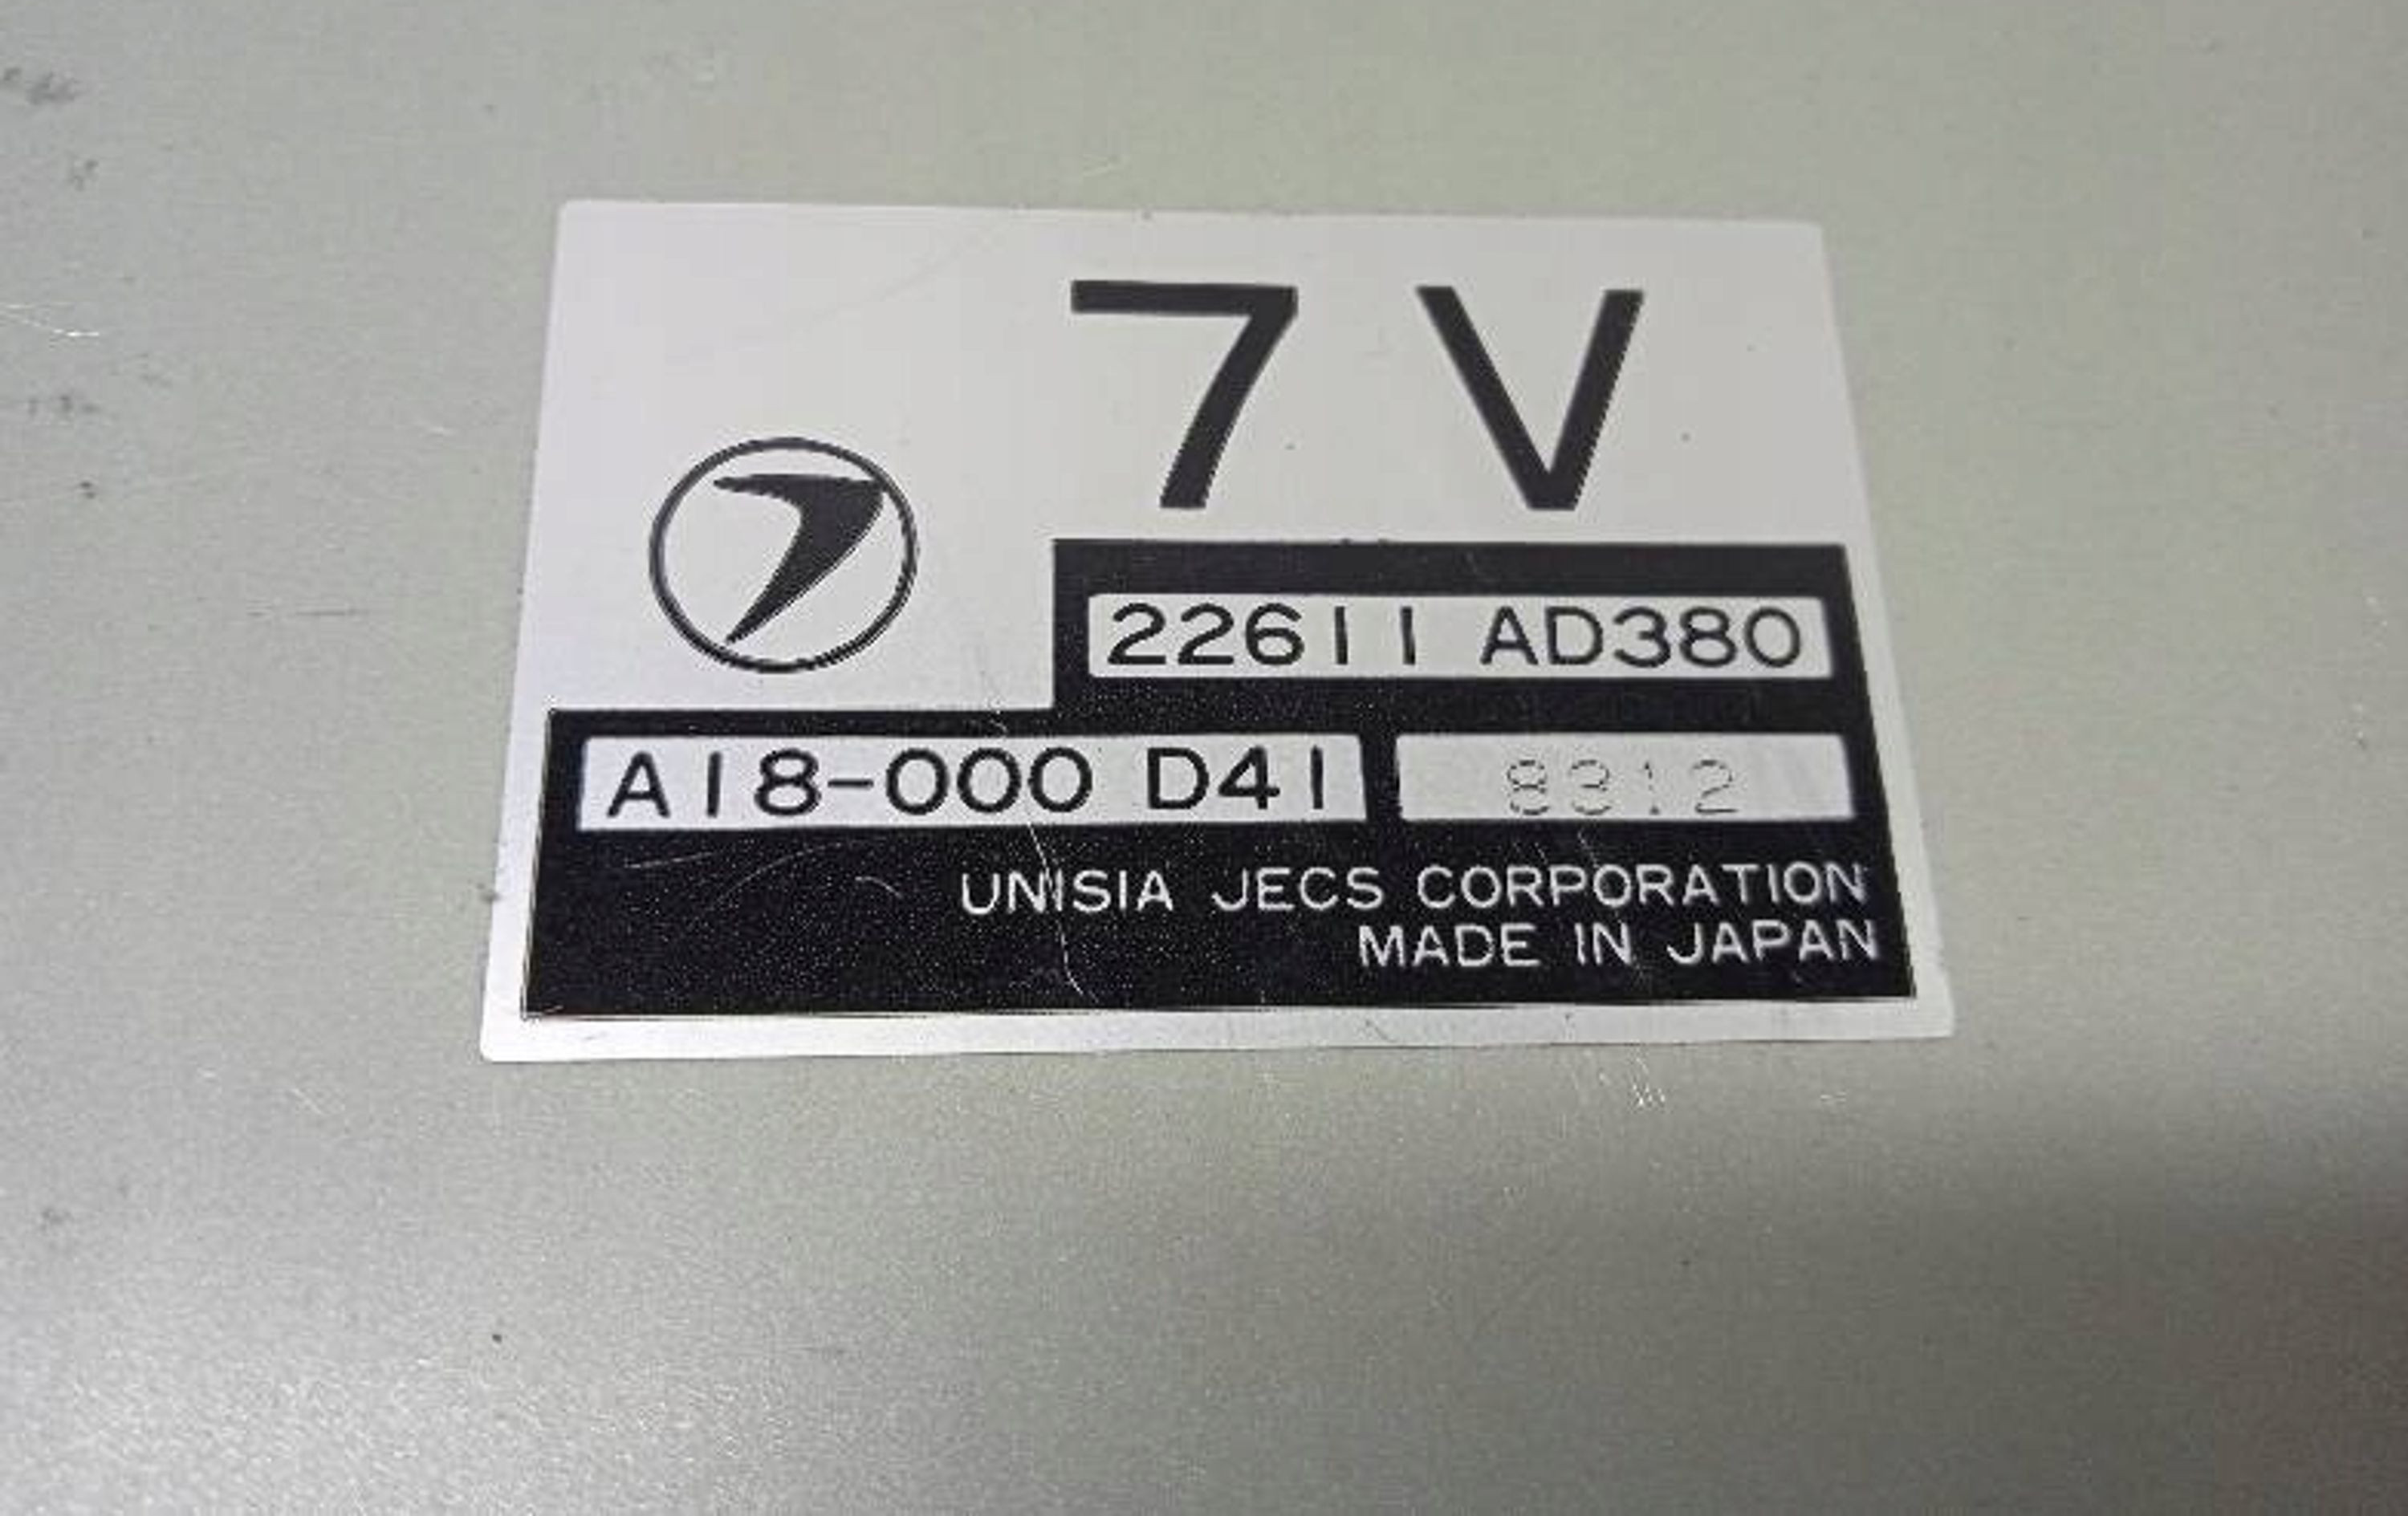 7V
22611 AD380
A18-000 D41 8312
UNISIA JECS CORPORATION
MADE IN JAPAN